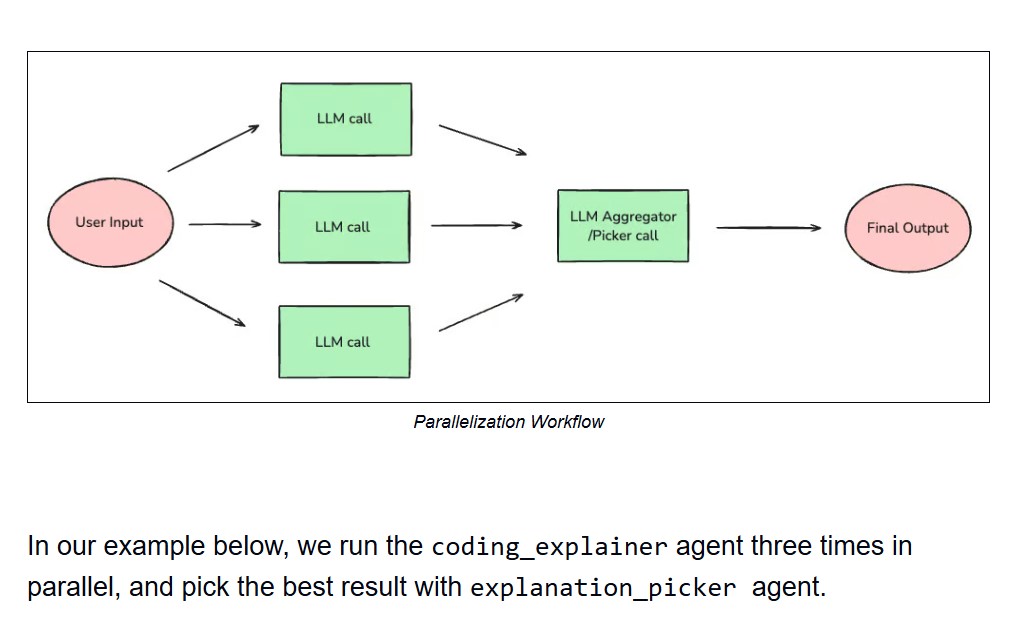 LLM call
User Input
LLM call
LLM Aggregator
/Picker call
Final Output
LLM call
Parallelization Workflow
In our example below, we run the coding_explainer agent three times in
parallel, and pick the best result with explanation_picker agent.